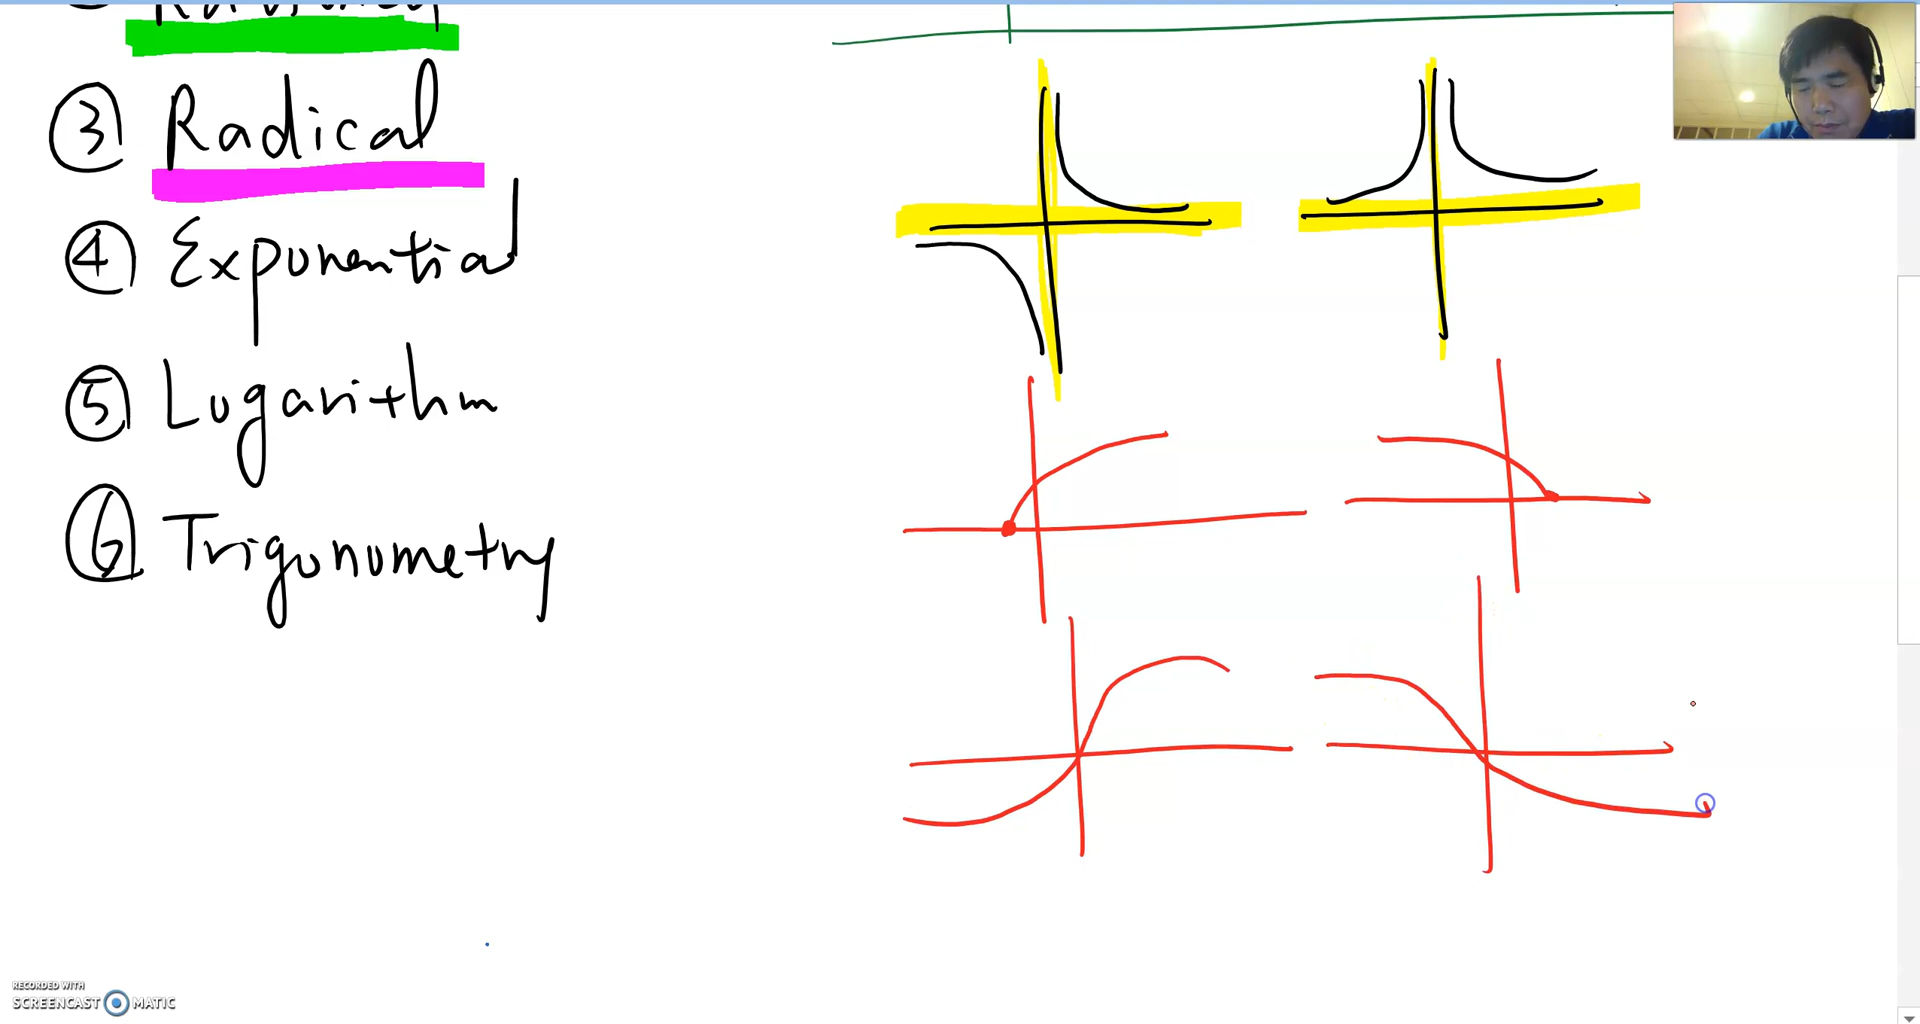 ③ Radical
④ Exponential
⑤ Logarithm
⑥ Trigonometry
RECORDED WITH
SCREENCAST MATIC